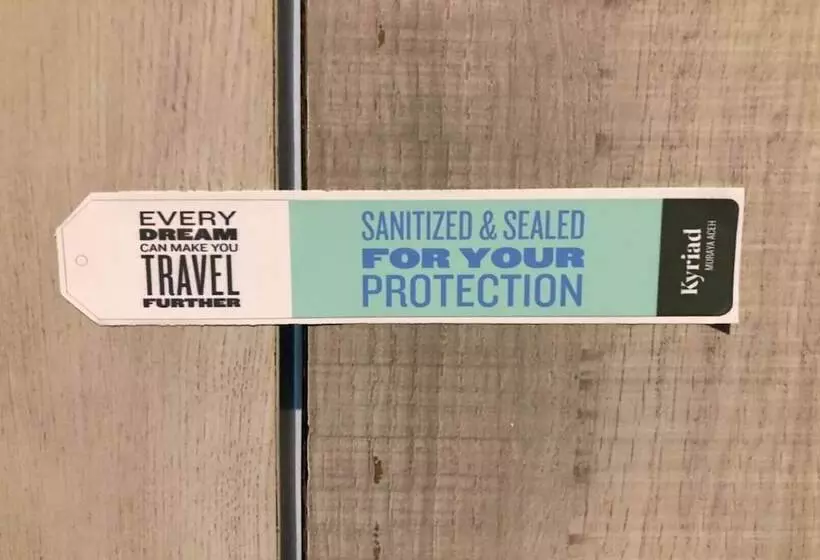 EVERY
DREAM
CAN MAKE YOU
TRAVEL
FURTHER
SANITIZED & SEALED
FOR YOUR
PROTECTION
Kyriad
MURAYA ACEH